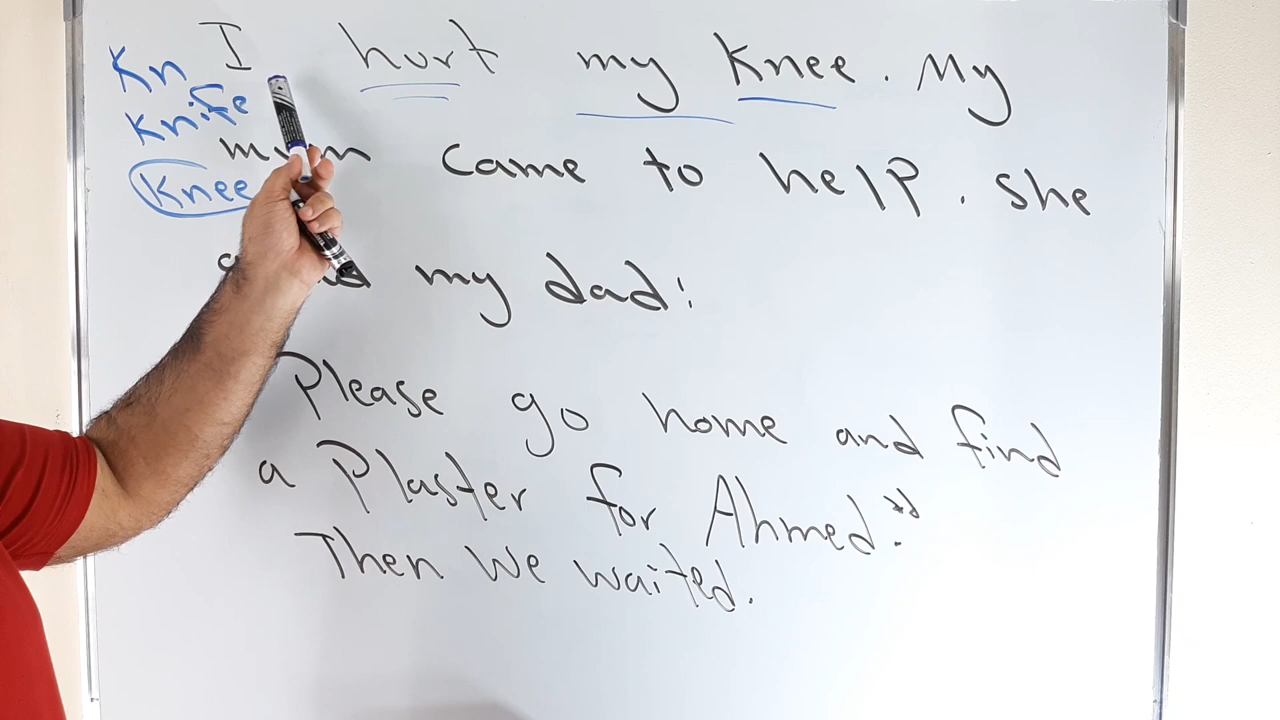 Kn
Knife
Knee
I hurt my Knee. My
came to help. She
my dad:
Please go home and find
a Plaster for Ahmed."
Then We waited.